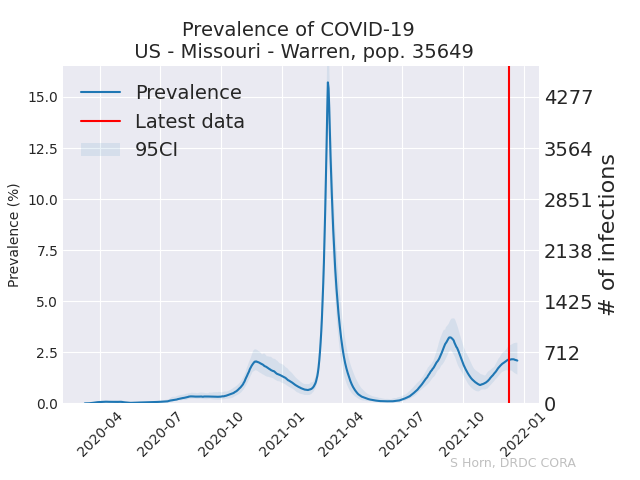 Prevalence of COVID-19
US - Missouri - Warren, pop. 35649
Prevalence
Latest data
95CI
Prevalence (%)
15.0
12.5
10.0
7.5
5.0
2.5
0.0
4277
3564
2851
2138
1425
712
0
# of infections
2020-04
2020-07
2020-10
2021-01
2021-04
2021-07
2021-10
2022-01
S Horn, DRDC CORA